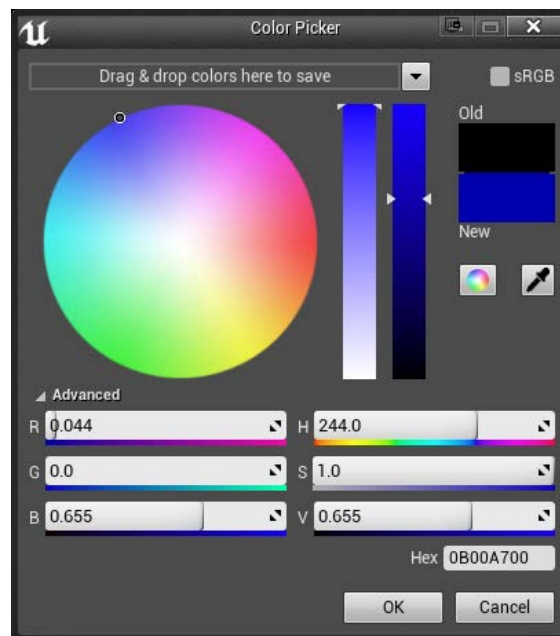 Color Picker
Drag & drop colors here to save
sRGB
Old
New
Advanced
R 0.044 H 244.0
G 0.0 S 1.0
B 0.655 V 0.655
Hex 0B00A700
OK Cancel